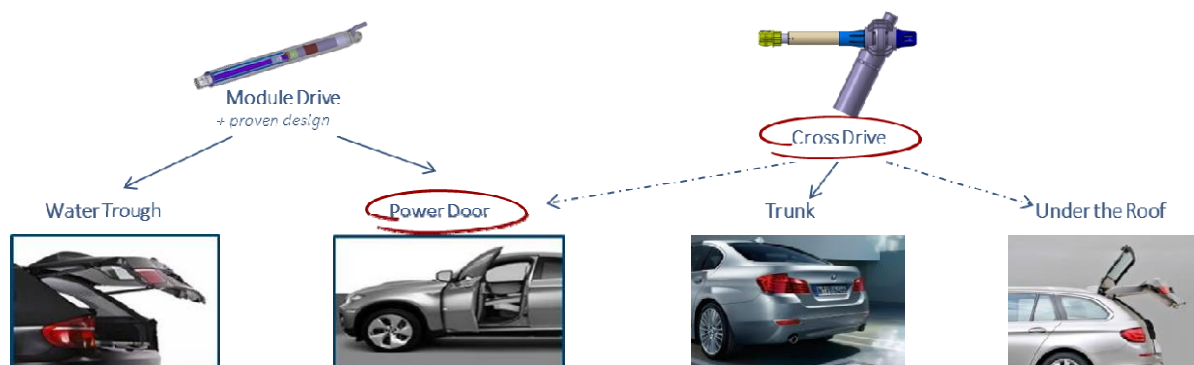 Module Drive
+ proven design
Cross Drive
Water Trough
Power Door
Trunk
Under the Roof